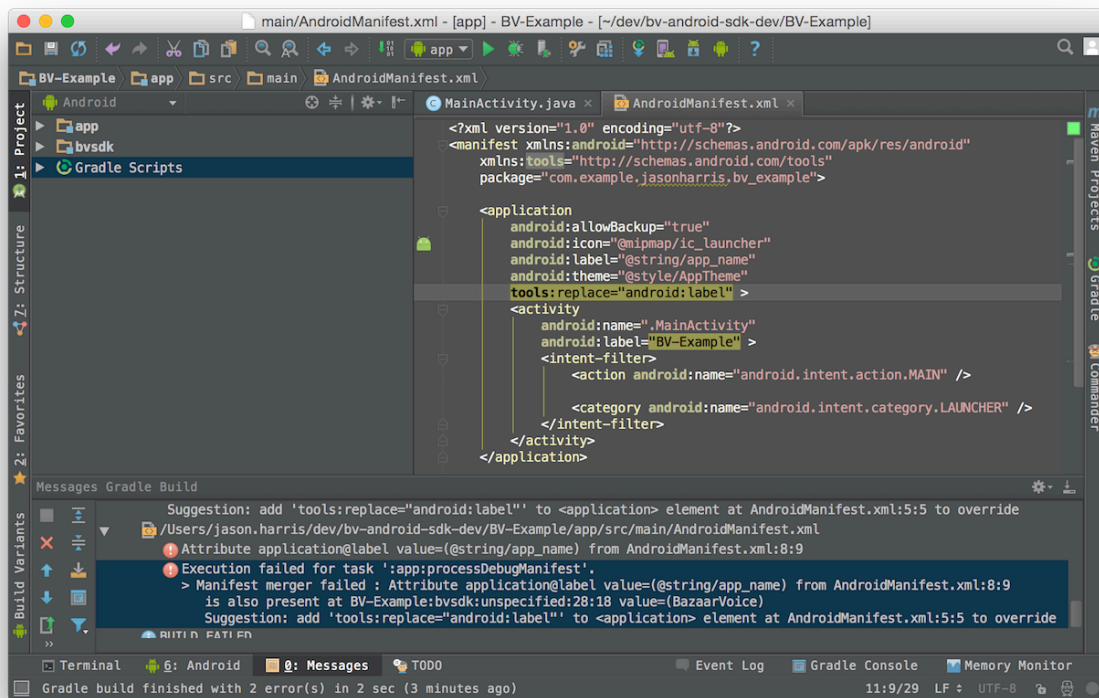 main/AndroidManifest.xml - [app] - BV-Example - [~/dev/bv-android-sdk-dev/BV-Example]
app
BV-Example app src main AndroidManifest.xml
Android
MainActivity.java AndroidManifest.xml
1: Project
7: Structure
2: Favorites
Build Variants
app
bvsdk
Gradle Scripts
<?xml version="1.0" encoding="utf-8"?>
<manifest xmlns:android="http://schemas.android.com/apk/res/android"
xmlns:tools="http://schemas.android.com/tools"
package="com.example.jasonharris.bv_example">
<application
android:allowBackup="true"
android:icon="@mipmap/ic_launcher"
android:label="@string/app_name"
android:theme="@style/AppTheme"
tools:replace="android:label" >
<activity
android:name=".MainActivity"
android:label="BV-Example" >
<intent-filter>
<action android:name="android.intent.action.MAIN" />
<category android:name="android.intent.category.LAUNCHER" />
</intent-filter>
</activity>
</application>
Maven Projects
Gradle
Commander
Messages Gradle Build
Suggestion: add 'tools:replace="android:label"' to <application> element at AndroidManifest.xml:5:5 to override
/Users/jason.harris/dev/bv-android-sdk-dev/BV-Example/app/src/main/AndroidManifest.xml
Attribute application@label value=(@string/app_name) from AndroidManifest.xml:8:9
Execution failed for task ':app:processDebugManifest'.
> Manifest merger failed : Attribute application@label value=(@string/app_name) from AndroidManifest.xml:8:9
is also present at BV-Example:bvsdk:unspecified:28:18 value=(BazaarVoice)
Suggestion: add 'tools:replace="android:label"' to <application> element at AndroidManifest.xml:5:5 to override
BUILD FAILED
Terminal 6: Android 0: Messages TODO Event Log Gradle Console Memory Monitor
Gradle build finished with 2 error(s) in 2 sec (3 minutes ago) 11:9/29 LF UTF-8